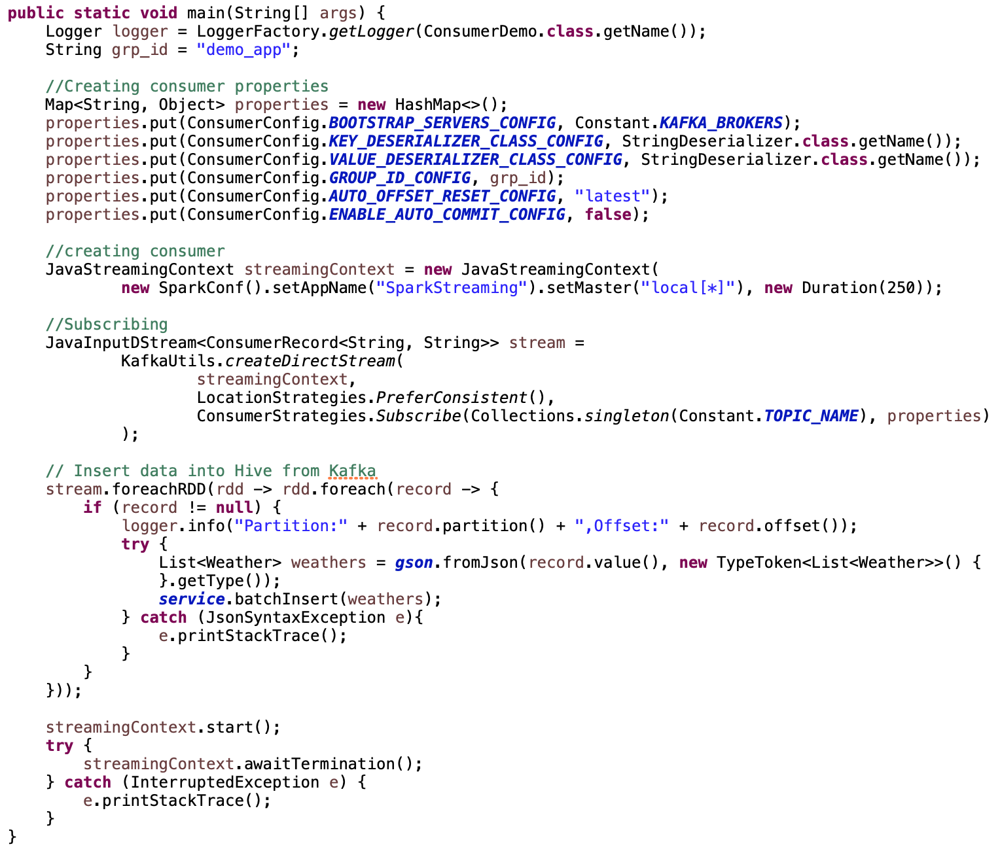 public static void main(String[] args) {
    Logger logger = LoggerFactory.getLogger(ConsumerDemo.class.getName());
    String grp_id = "demo_app";

    //Creating consumer properties
    Map<String, Object> properties = new HashMap<>();
    properties.put(ConsumerConfig.BOOTSTRAP_SERVERS_CONFIG, Constant.KAFKA_BROKERS);
    properties.put(ConsumerConfig.KEY_DESERIALIZER_CLASS_CONFIG, StringDeserializer.class.getName());
    properties.put(ConsumerConfig.VALUE_DESERIALIZER_CLASS_CONFIG, StringDeserializer.class.getName());
    properties.put(ConsumerConfig.GROUP_ID_CONFIG, grp_id);
    properties.put(ConsumerConfig.AUTO_OFFSET_RESET_CONFIG, "latest");
    properties.put(ConsumerConfig.ENABLE_AUTO_COMMIT_CONFIG, false);

    //creating consumer
    JavaStreamingContext streamingContext = new JavaStreamingContext(
            new SparkConf().setAppName("SparkStreaming").setMaster("local[*]"), new Duration(250));

    //Subscribing
    JavaInputDStream<ConsumerRecord<String, String>> stream =
            KafkaUtils.createDirectStream(
                    streamingContext,
                    LocationStrategies.PreferConsistent(),
                    ConsumerStrategies.Subscribe(Collections.singleton(Constant.TOPIC_NAME), properties)
            );

    // Insert data into Hive from Kafka
    stream.foreachRDD(rdd -> rdd.foreach(record -> {
        if (record != null) {
            logger.info("Partition:" + record.partition() + ",Offset:" + record.offset());
            try {
                List<Weather> weathers = gson.fromJson(record.value(), new TypeToken<List<Weather>>() {
                }.getType());
                service.batchInsert(weathers);
            } catch (JsonSyntaxException e){
                e.printStackTrace();
            }
        }
    }));

    streamingContext.start();
    try {
        streamingContext.awaitTermination();
    } catch (InterruptedException e) {
        e.printStackTrace();
    }
}